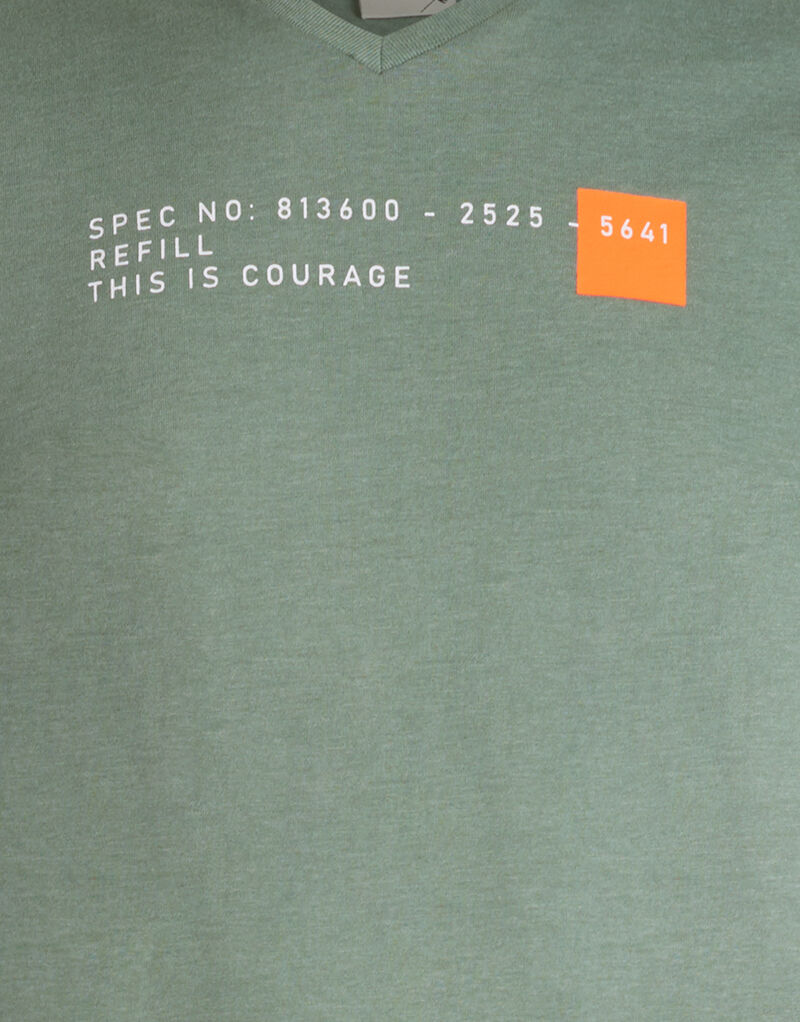 SPEC NO: 813600 - 2525 - 5641
REFILL
THIS IS COURAGE